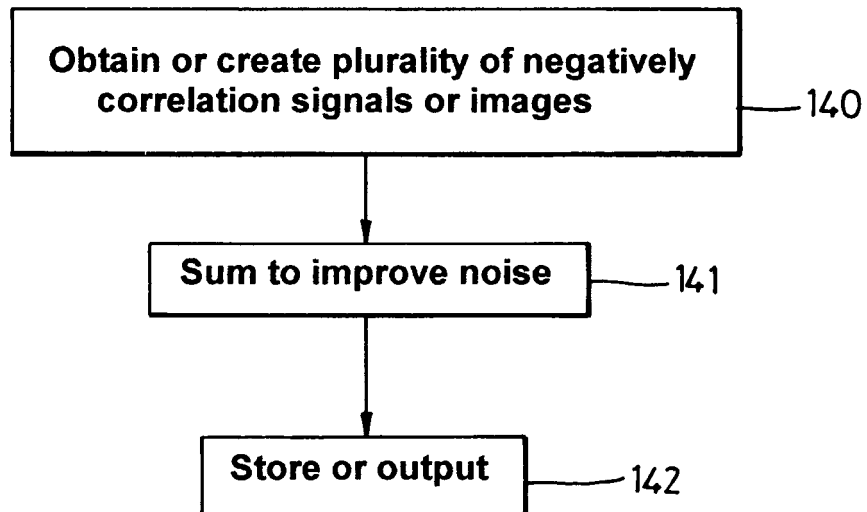 Obtain or create plurality of negatively
correlation signals or images
140
Sum to improve noise
141
Store or output
142